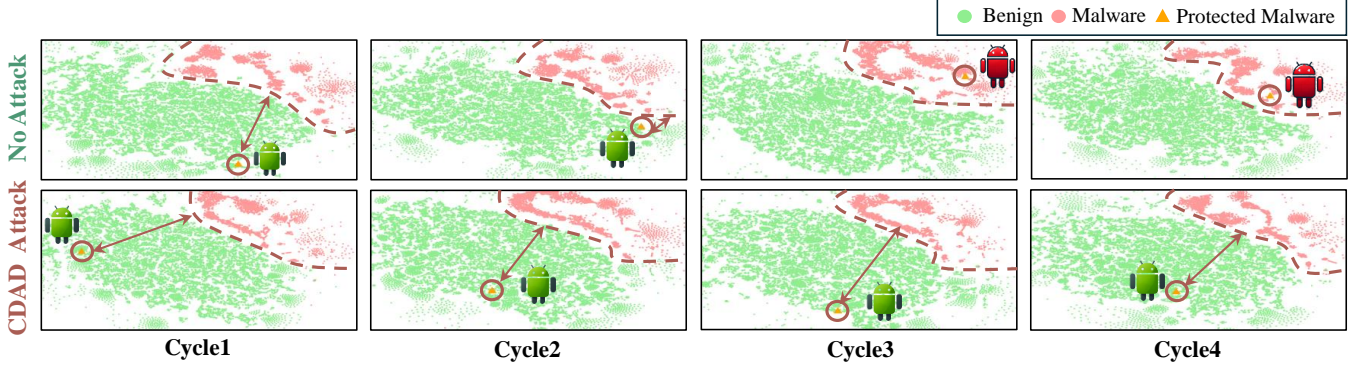 Benign Malware Protected Malware
No Attack
CDAD Attack
Cycle1 Cycle2 Cycle3 Cycle4